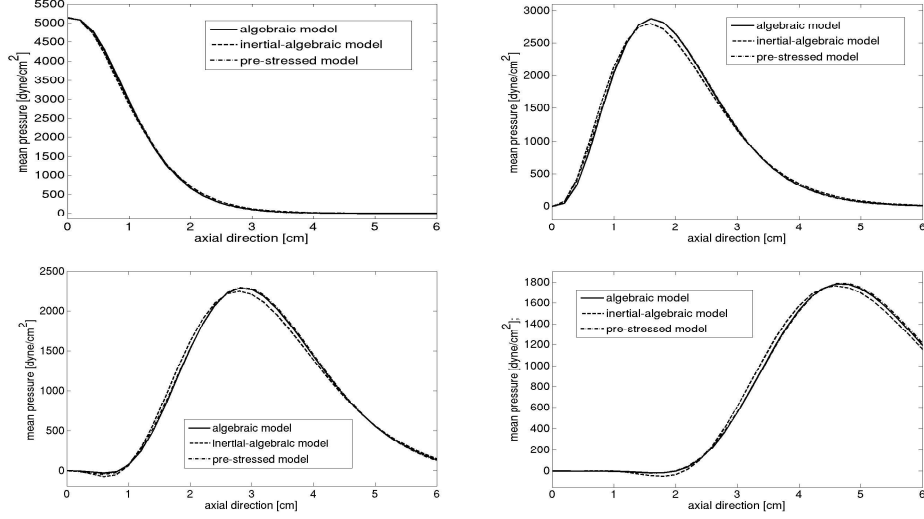 5500
5000
4500
4000
3500
3000
2500
2000
1500
1000
500
0
mean pressure [dyne/cm²]
algebraic model
inertial-algebraic model
pre-stressed model
0 1 2 3 4 5 6
axial direction [cm]
3000
2500
2000
1500
1000
500
0
mean pressure [dyne/cm²]
algebraic model
inertial-algebraic model
pre-stressed model
0 1 2 3 4 5 6
axial direction [cm]
2500
2000
1500
1000
500
0
mean pressure [dyne/cm²]
algebraic model
inertial-algebraic model
pre-stressed model
0 1 2 3 4 5 6
axial direction [cm]
1800
1600
1400
1200
1000
800
600
400
200
0
mean pressure [dyne/cm²];
algebraic model
inertial-algebraic model
pre-stressed model
0 1 2 3 4 5 6
axial direction [cm]